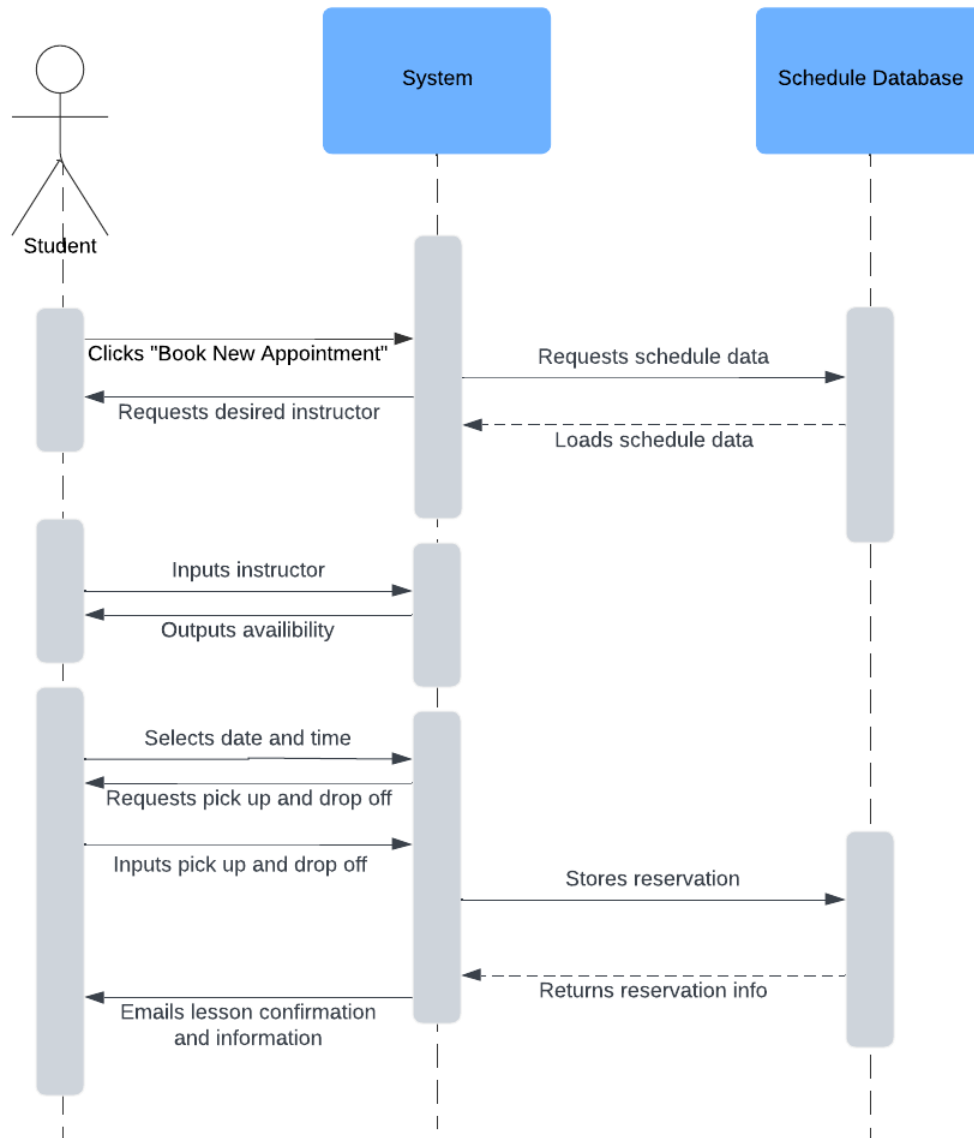 System
Schedule Database
Student
Clicks "Book New Appointment"
Requests schedule data
Requests desired instructor
Loads schedule data
Inputs instructor
Outputs availibility
Selects date and time
Requests pick up and drop off
Inputs pick up and drop off
Stores reservation
Returns reservation info
Emails lesson confirmation
and information